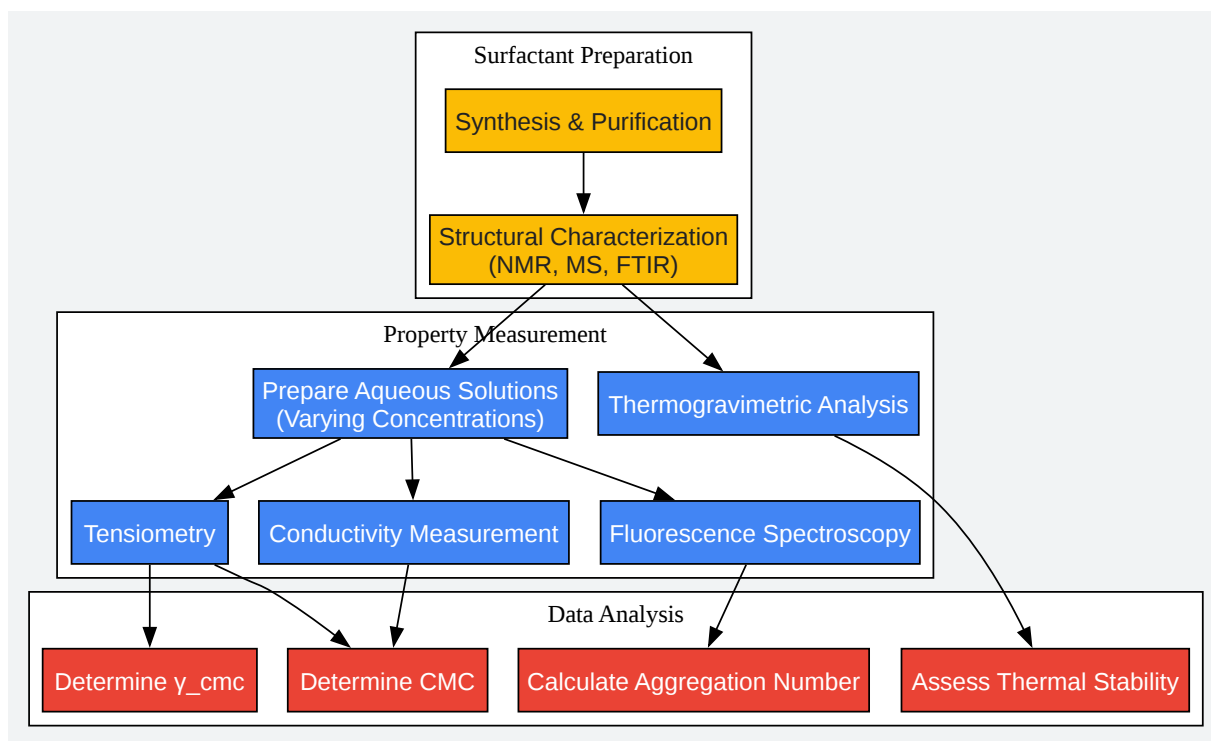 Surfactant Preparation
Synthesis & Purification
Structural Characterization
(NMR, MS, FTIR)
Property Measurement
Prepare Aqueous Solutions
(Varying Concentrations)
Thermogravimetric Analysis
Tensiometry
Conductivity Measurement
Fluorescence Spectroscopy
Data Analysis
Determine γ_cmc
Determine CMC
Calculate Aggregation Number
Assess Thermal Stability